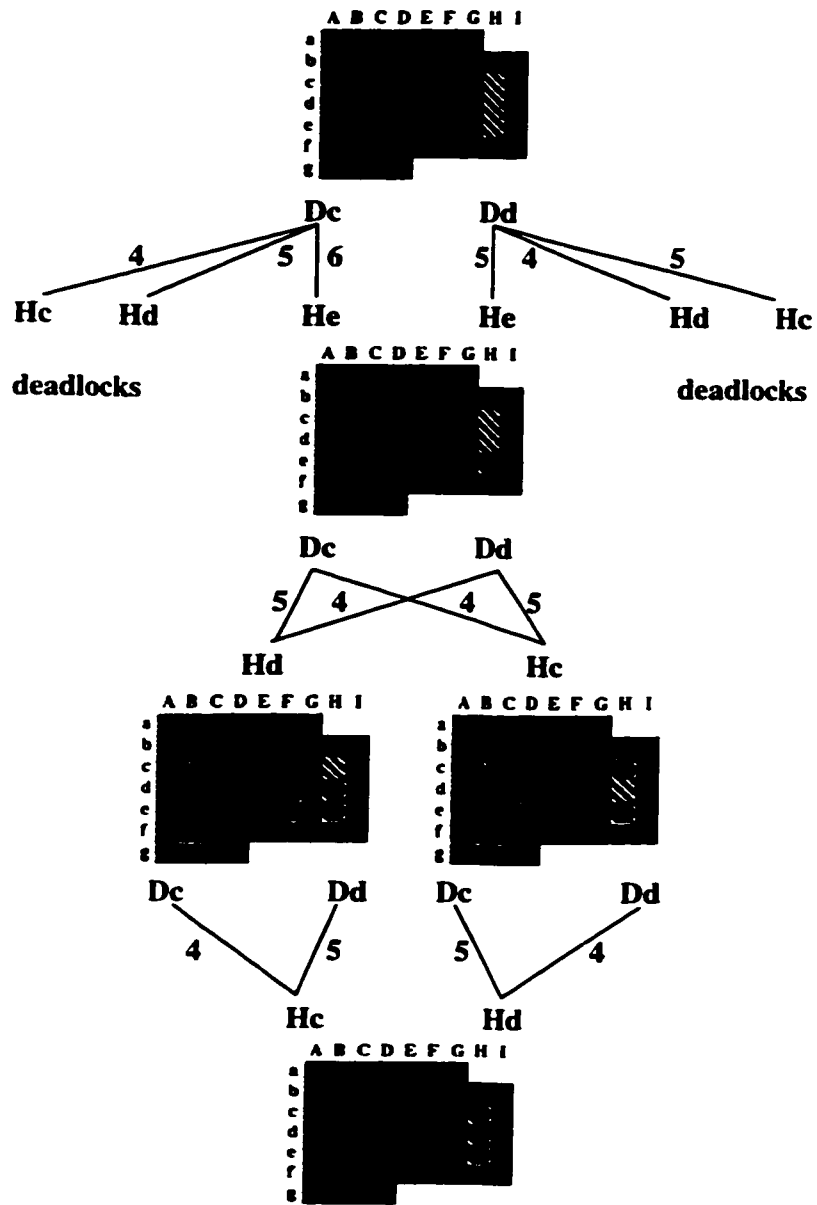 A B C D E F G H I
a
b
c
d
e
f
g
Dc Dd
4 5 6 5 4 5
Hc Hd He He Hd Hc
deadlocks deadlocks
A B C D E F G H I
a
b
c
d
e
f
g
Dc Dd
5 4 4 5
Hd Hc
A B C D E F G H I A B C D E F G H I
a a
b b
c c
d d
e e
f f
g g
Dc Dd Dc Dd
4 5 5 4
Hc Hd
A B C D E F G H I
a
b
c
d
e
f
g